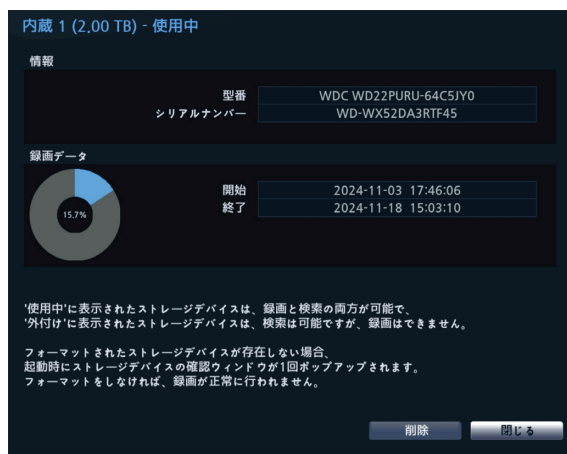 内蔵 1 (2.00 TB) - 使用中
情報
型番 WDC WD22PURU-64C5JY0
シリアルナンバー WD-WX52DA3RTF45
録画データ
15.7%
開始 2024-11-03 17:46:06
終了 2024-11-18 15:03:10
'使用中'に表示されたストレージデバイスは、録画と検索の両方が可能で、
'外付け'に表示されたストレージデバイスは、検索は可能ですが、録画はできません。
フォーマットされたストレージデバイスが存在しない場合、
起動時にストレージデバイスの確認ウィンドウが1回ポップアップされます。
フォーマットをしなければ、録画が正常に行われません。
削除 閉じる